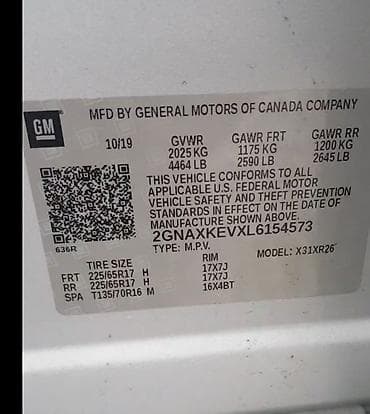 MFD BY GENERAL MOTORS OF CANADA COMPANY
GM
10/19 GVWR GAWR FRT GAWR RR
2025 KG 1175 KG 1200 KG
4464 LB 2590 LB 2645 LB
THIS VEHICLE CONFORMS TO ALL
APPLICABLE U.S. FEDERAL MOTOR
VEHICLE SAFETY AND THEFT PREVENTION
STANDARDS IN EFFECT ON THE DATE OF
MANUFACTURE SHOWN ABOVE.
2GNAXKEVXL6154573
636R TYPE: M.P.V. MODEL: X31XR26
TIRE SIZE RIM
FRT 225/65R17 H 17X7J
RR 225/65R17 H 17X7J
SPA T135/70R16 M 16X4BT